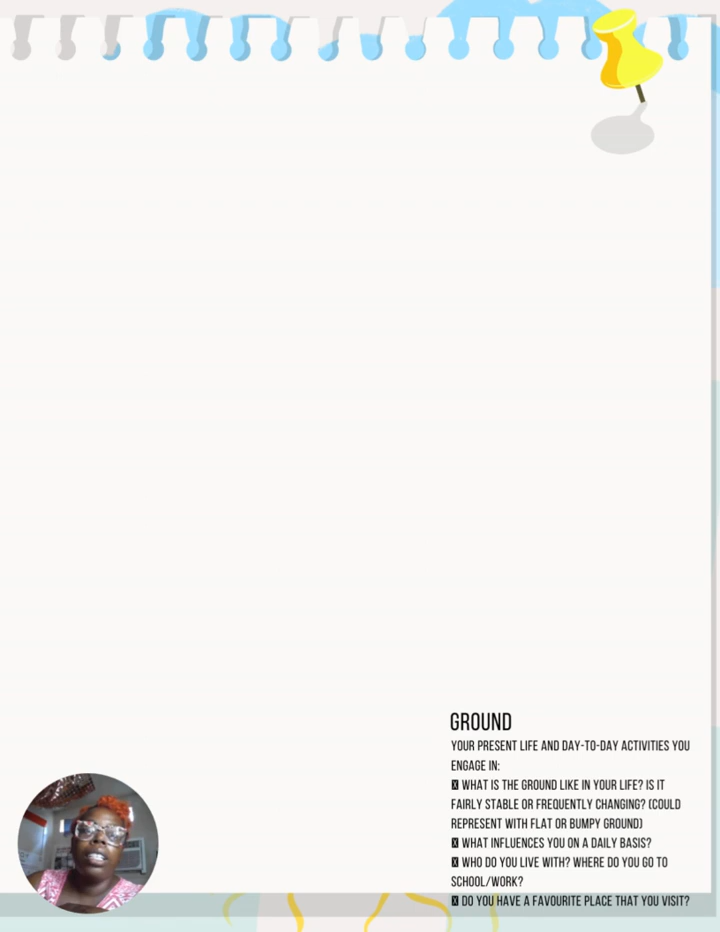 GROUND
YOUR PRESENT LIFE AND DAY-TO-DAY ACTIVITIES YOU
ENGAGE IN:
☒ WHAT IS THE GROUND LIKE IN YOUR LIFE? IS IT
FAIRLY STABLE OR FREQUENTLY CHANGING? (COULD
REPRESENT WITH FLAT OR BUMPY GROUND)
☒ WHAT INFLUENCES YOU ON A DAILY BASIS?
☒ WHO DO YOU LIVE WITH? WHERE DO YOU GO TO
SCHOOL/WORK?
☒ DO YOU HAVE A FAVOURITE PLACE THAT YOU VISIT?